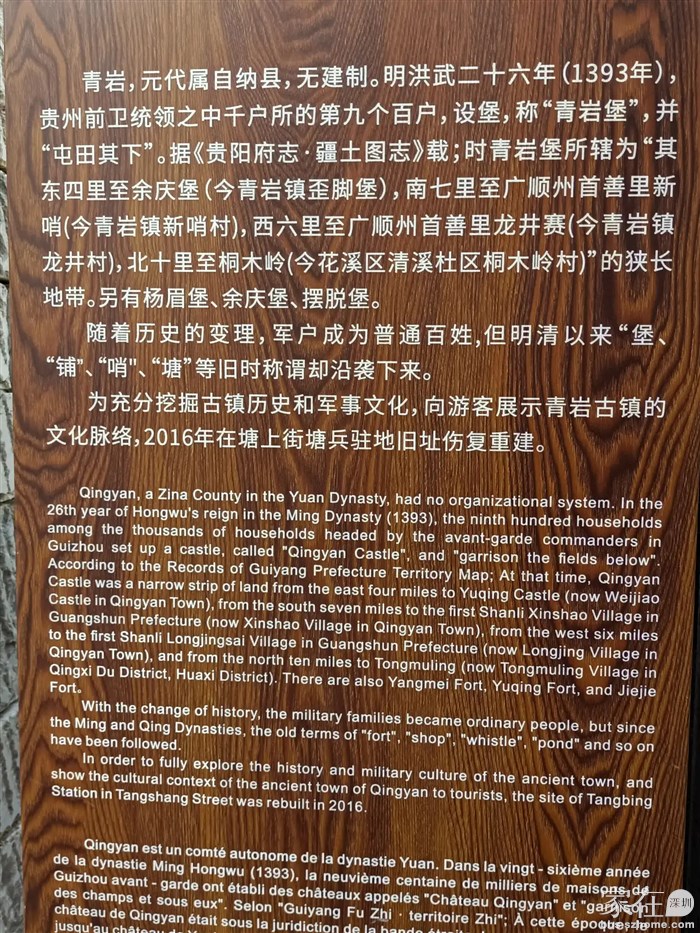 青岩，元代属自纳县，无建制。明洪武二十六年（1393年），
贵州前卫统领之中千户所的第九个百户，设堡，称“青岩堡”，并
“屯田其下”。据《贵阳府志·疆土图志》载；时青岩堡所辖为“其
东四里至余庆堡（今青岩镇歪脚堡），南七里至广顺州首善里新
哨(今青岩镇新哨村)，西六里至广顺州首善里龙井赛(今青岩镇
龙井村)，北十里至桐木岭(今花溪区清溪杜区桐木岭村)”的狭长
地带。另有杨眉堡、余庆堡、摆脱堡。
随着历史的变理，军户成为普通百姓,但明清以来“堡、
“铺”、“哨"、“塘”等旧时称谓却沿袭下来。
为充分挖掘古镇历史和军事文化，向游客展示青岩古镇的
文化脉络，2016年在塘上街塘兵驻地旧址伤复重建。
Qingyan, a Zina County in the Yuan Dynasty, had no organizational system. In the
26th year of Hongwu's reign in the Ming Dynasty (1393), the ninth hundred households
among the thousands of households headed by the avant-garde commanders in
Guizhou set up a castle, called "Qingyan Castle", and "garrison the fields below".
According to the Records of Guiyang Prefecture Territory Map; At that time, Qingyan
Castle was a narrow strip of land from the east four miles to Yuqing Castle (now Weijiao
Castle in Qingyan Town), from the south seven miles to the first Shanli Xinshao Village in
Guangshun Prefecture (now Xinshao Village in Qingyan Town), from the west six miles
to the first Shanli Longjingsai Village in Guangshun Prefecture (now Longjing Village in
Qingyan Town), and from the north ten miles to Tongmuling (now Tongmuling Village in
Qingxi Du District, Huaxi District). There are also Yangmei Fort, Yuqing Fort, and Jiejie
Fort。
With the change of history, the military families became ordinary people, but since
the Ming and Qing Dynasties, the old terms of "fort", "shop", "whistle", "pond" and so on
have been followed.
In order to fully explore the history and military culture of the ancient town, and
show the cultural context of the ancient town of Qingyan to tourists, the site of Tangbing
Station in Tangshang Street was rebuilt in 2016.
Qingyan est un comté autonome de la dynastie Yuan. Dans la vingt - sixième année
de la dynastie Ming Hongwu (1393), la neuvième centaine de milliers de maisons de
Guizhou avant - garde ont établi des châteaux appelés "Château Qingyan" et "garnison
des champs et sous eux". Selon "Guiyang Fu Zhi · territoire Zhi"; À cette époque, le
château de Qingyan était sous la juridiction de la bande étroite
jusqu'au château de
家在 深圳
bbs.szhome.com